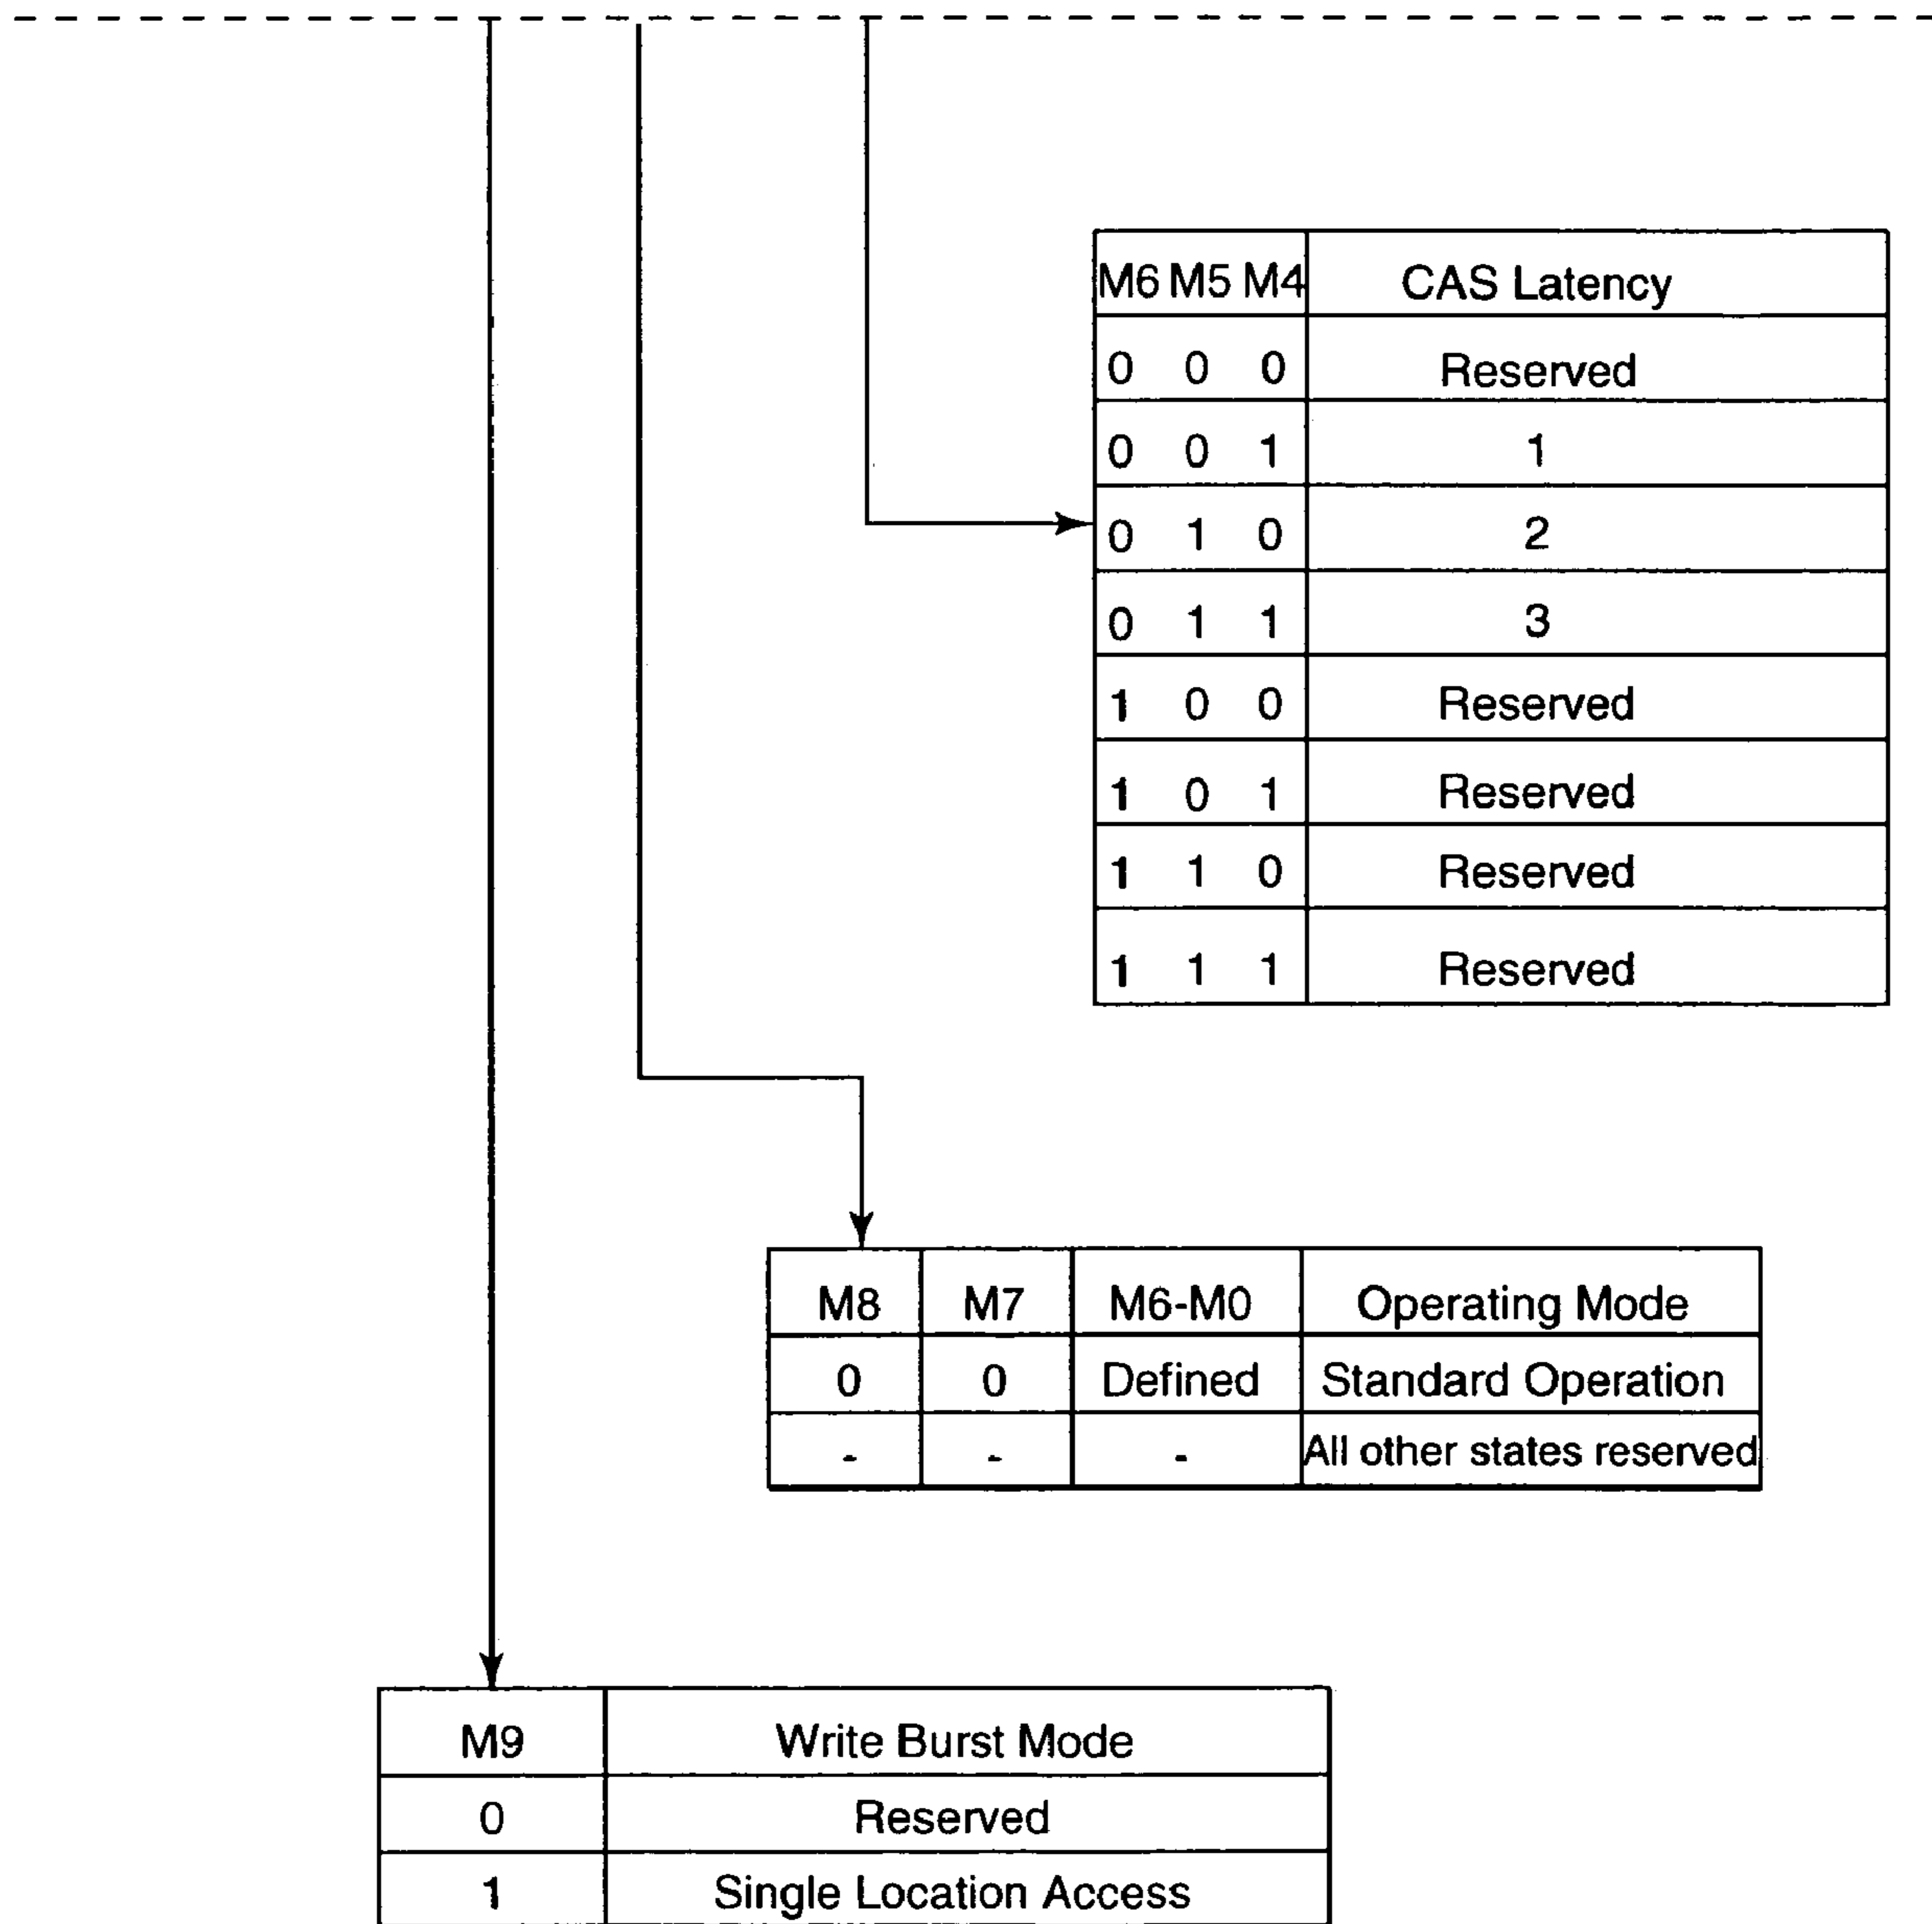 M6 M5 M4 CAS Latency
0 0 0 Reserved
0 0 1 1
0 1 0 2
0 1 1 3
1 0 0 Reserved
1 0 1 Reserved
1 1 0 Reserved
1 1 1 Reserved
M8 M7 M6-M0 Operating Mode
0 0 Defined Standard Operation
- - - All other states reserved
M9 Write Burst Mode
0 Reserved
1 Single Location Access